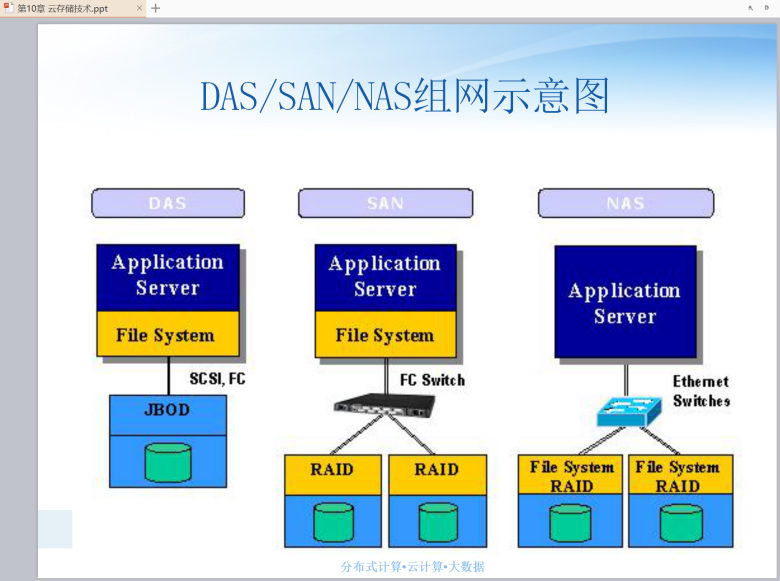 第10章 云存储技术.ppt
DAS/SAN/NAS组网示意图
DAS
SAN
NAS
Application
Server
File System
SCSI, FC
JBOD
Application
Server
File System
FC Switch
RAID
RAID
Application
Server
Ethernet
Switches
File System
RAID
File System
RAID
分布式计算•云计算•大数据